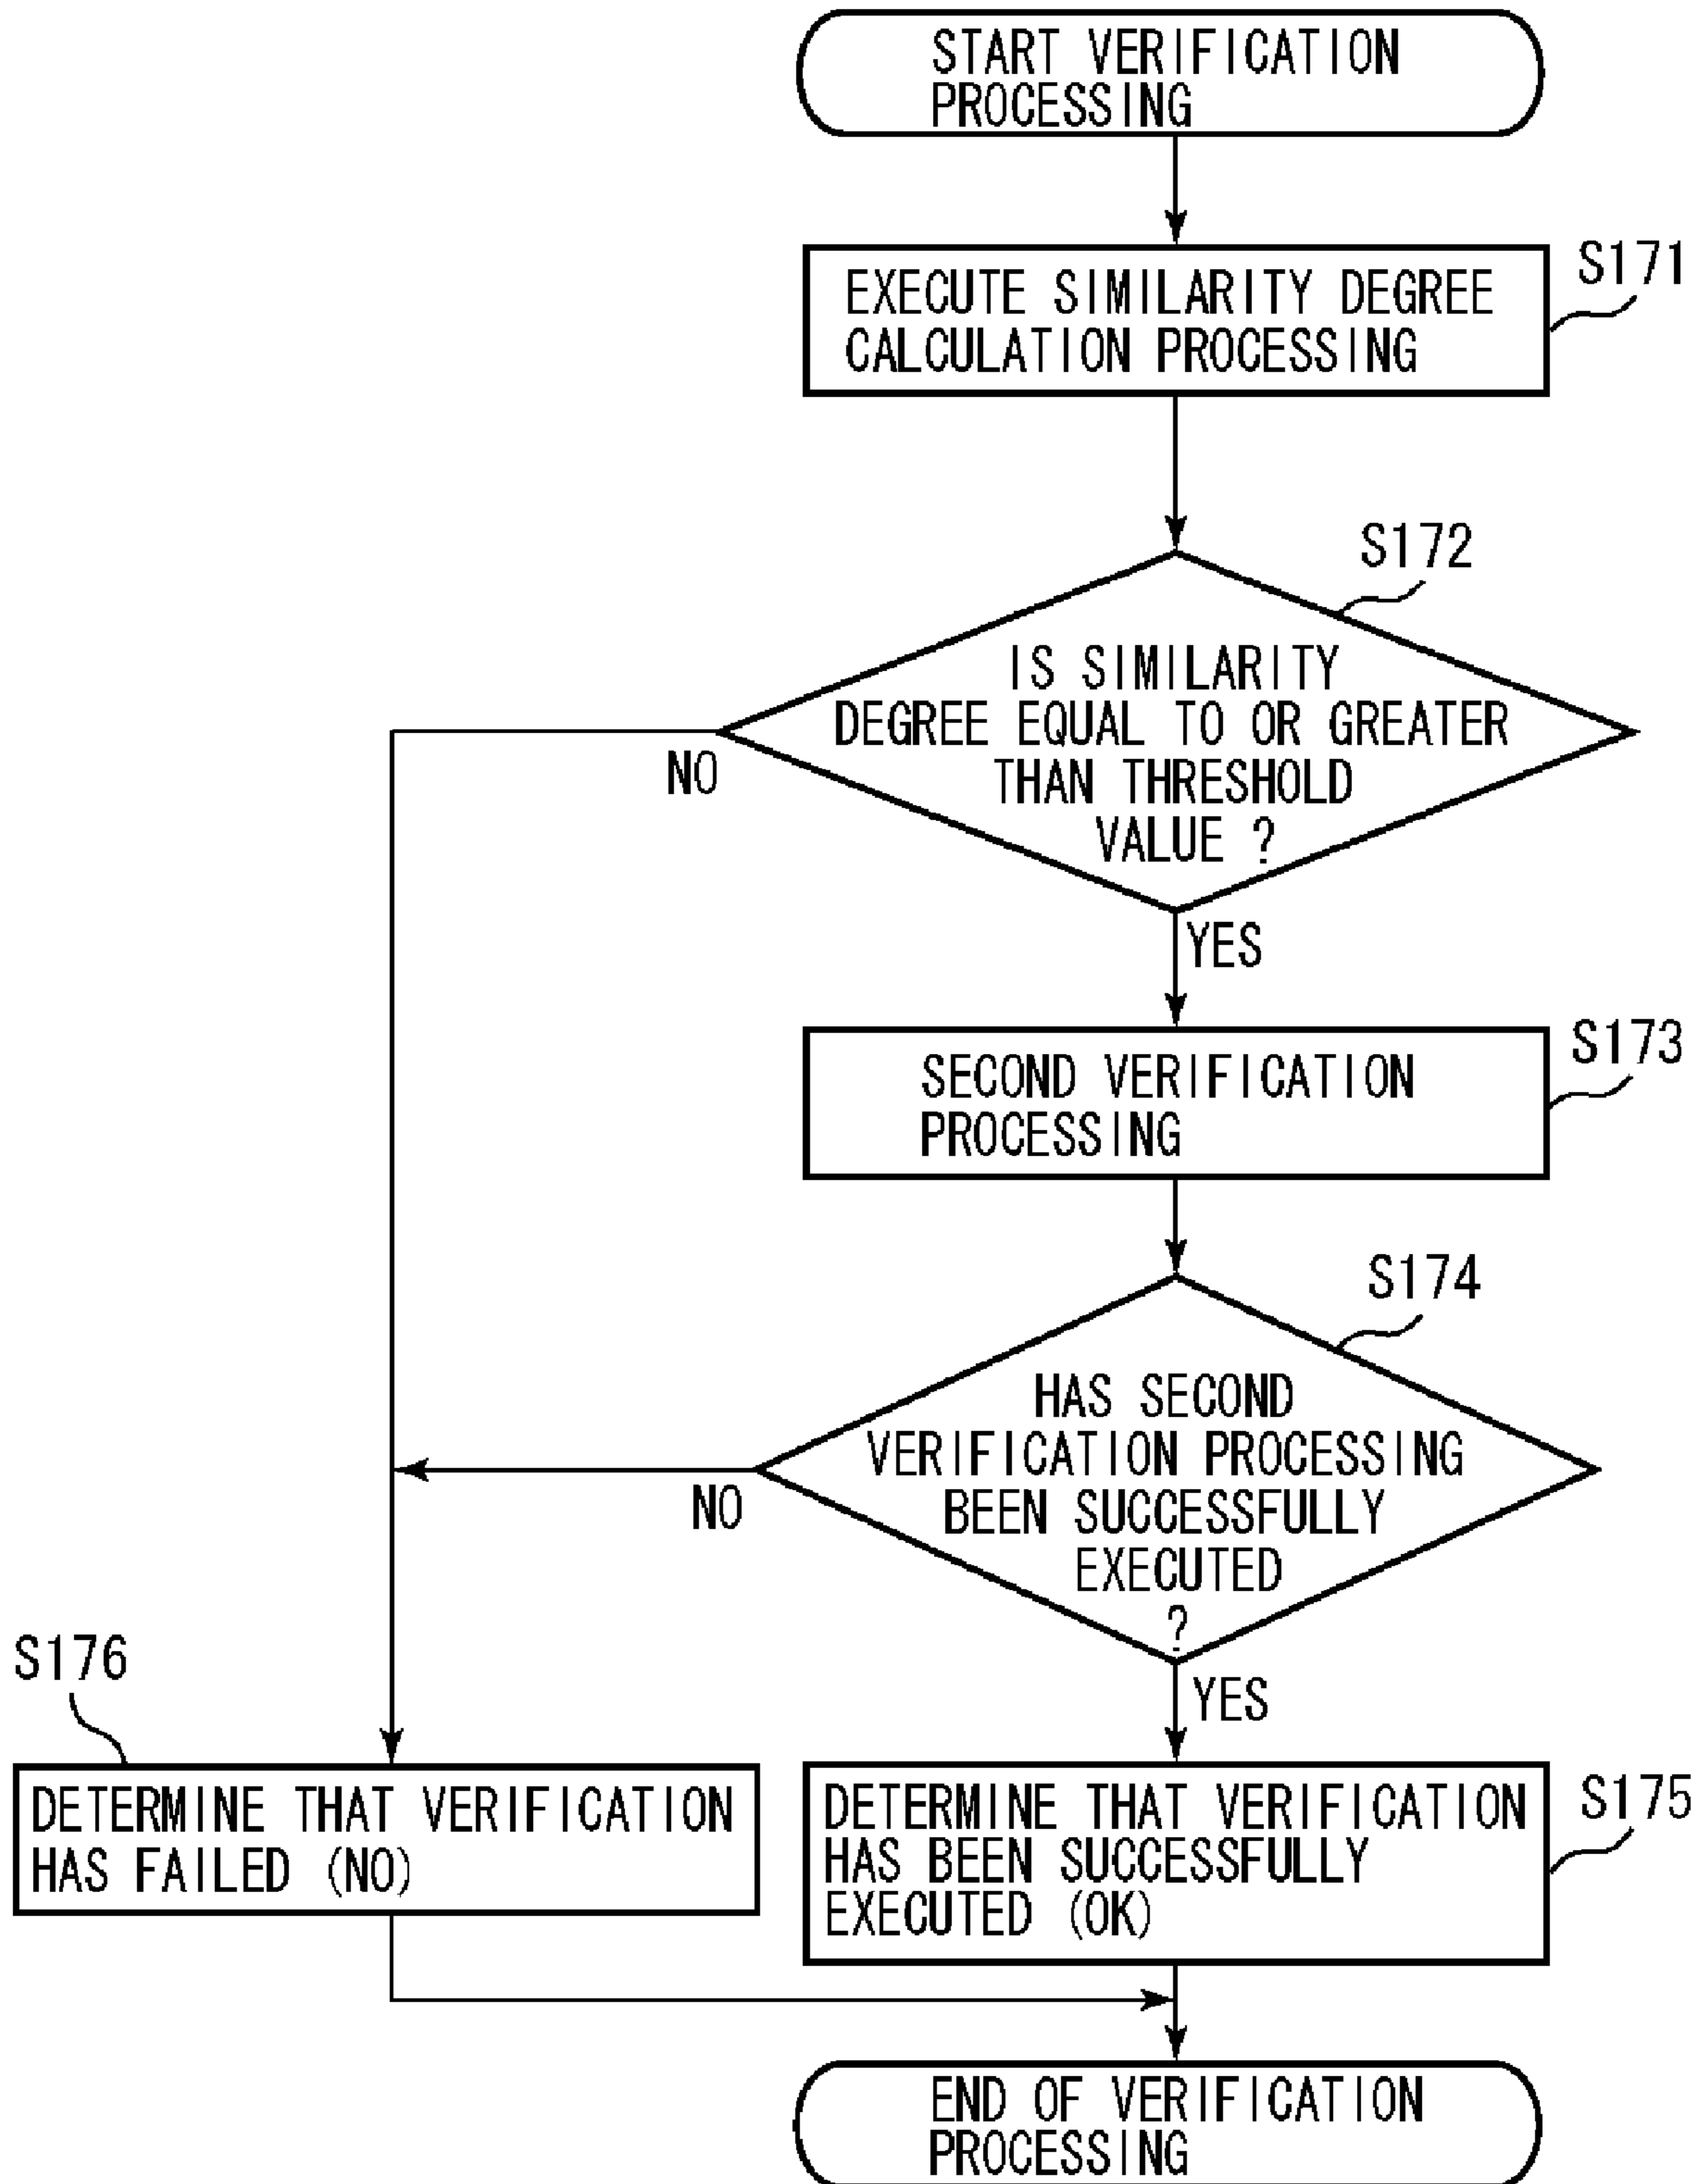 START VERIFICATION
PROCESSING
S171
EXECUTE SIMILARITY DEGREE
CALCULATION PROCESSING
S172
IS SIMILARITY
DEGREE EQUAL TO OR GREATER
THAN THRESHOLD
VALUE ?
NO
YES
S173
SECOND VERIFICATION
PROCESSING
S174
HAS SECOND
VERIFICATION PROCESSING
BEEN SUCCESSFULLY
EXECUTED
?
NO
YES
S176
DETERMINE THAT VERIFICATION
HAS FAILED (NO)
S175
DETERMINE THAT VERIFICATION
HAS BEEN SUCCESSFULLY
EXECUTED (OK)
END OF VERIFICATION
PROCESSING